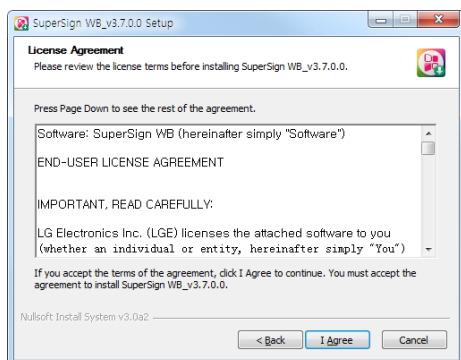 SuperSign WB_v3.7.0.0 Setup
License Agreement
Please review the license terms before installing SuperSign WB_v3.7.0.0.
Press Page Down to see the rest of the agreement.
Software: SuperSign WB (hereinafter simply "Software")
END-USER LICENSE AGREEMENT
IMPORTANT, READ CAREFULLY:
LG Electronics Inc. (LGE) licenses the attached software to you
(whether an individual or entity, hereinafter simply "You")
If you accept the terms of the agreement, click I Agree to continue. You must accept the
agreement to install SuperSign WB_v3.7.0.0.
Nullsoft Install System v3.0a2
< Back I Agree Cancel